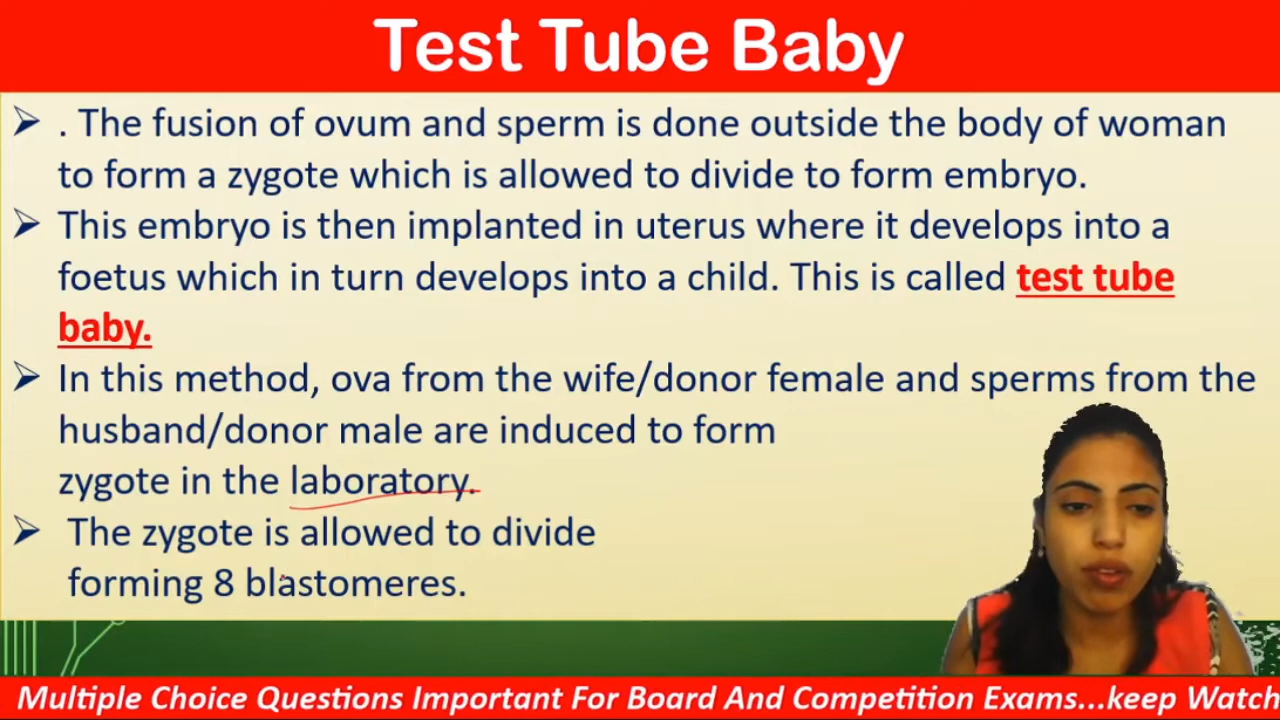 Test Tube Baby
➢ . The fusion of ovum and sperm is done outside the body of woman
to form a zygote which is allowed to divide to form embryo.
➢ This embryo is then implanted in uterus where it develops into a
foetus which in turn develops into a child. This is called test tube
baby.
➢ In this method, ova from the wife/donor female and sperms from the
husband/donor male are induced to form
zygote in the laboratory.
➢ The zygote is allowed to divide
forming 8 blastomeres.
Multiple Choice Questions Important For Board And Competition Exams...keep Watch